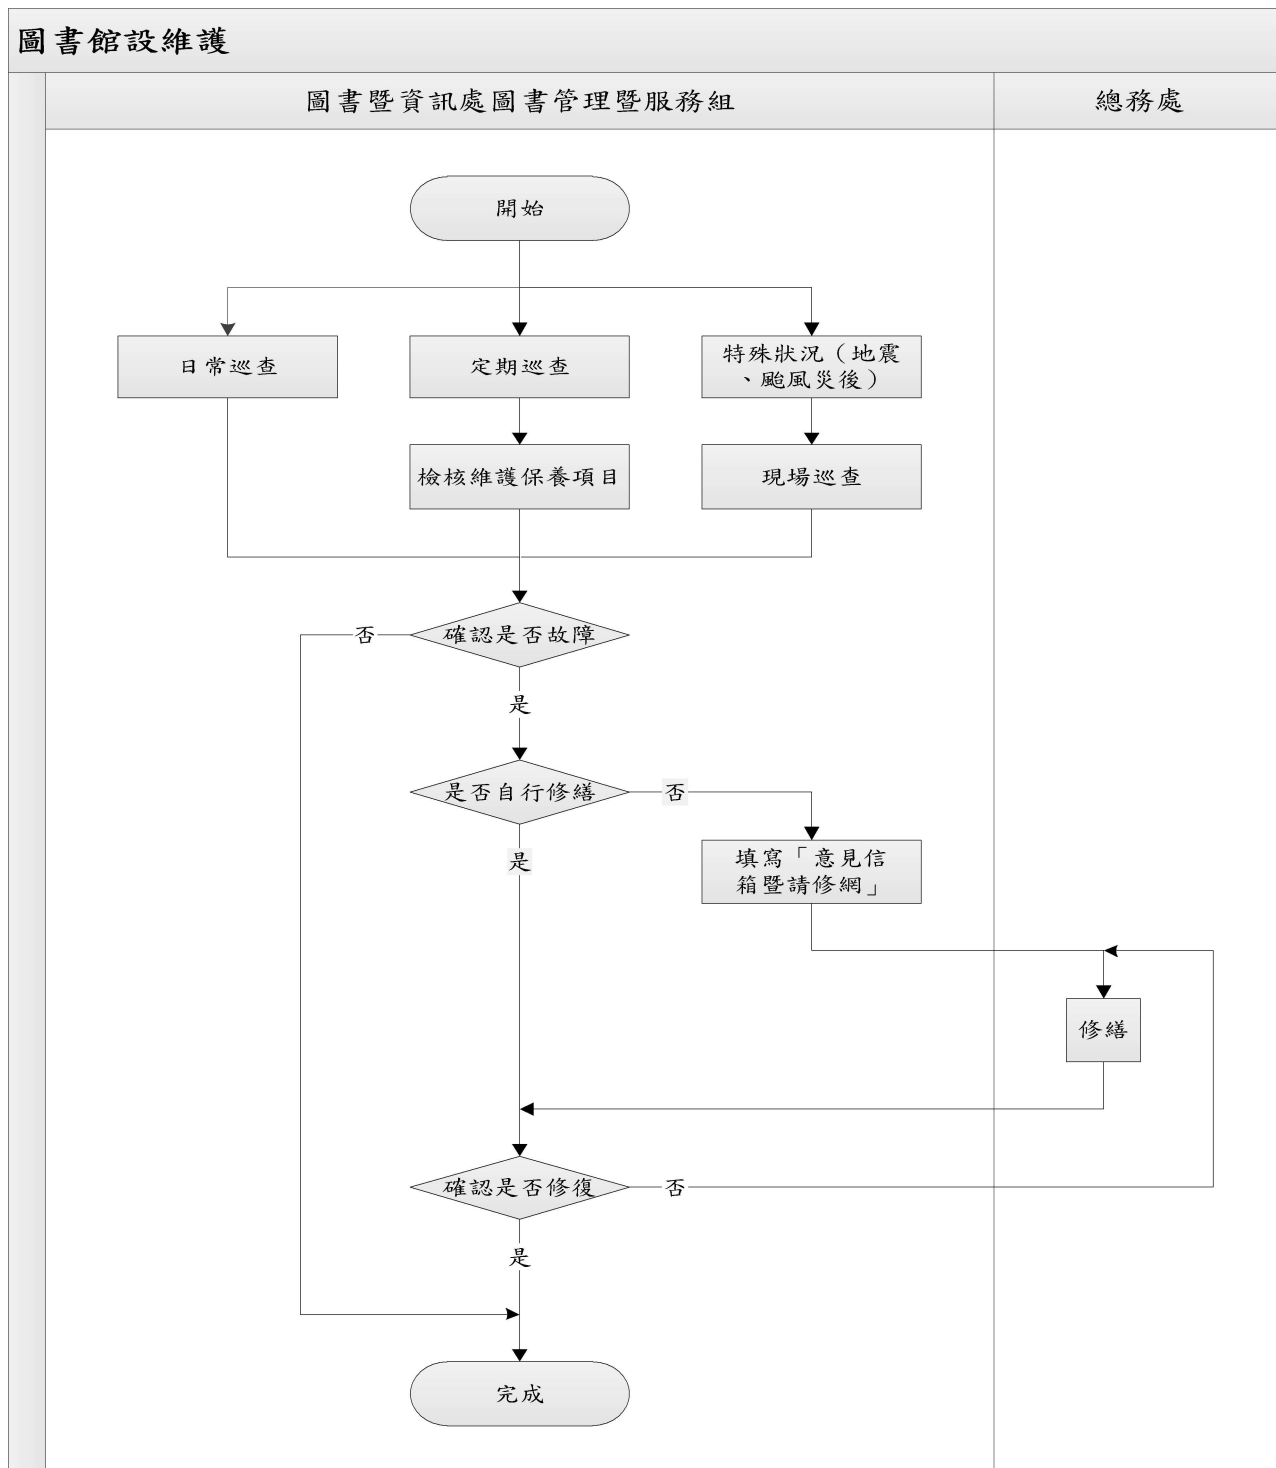 圖書館設維護
圖書暨資訊處圖書管理暨服務組
總務處
開始
日常巡查
定期巡查
特殊狀況（地震
、颱風災後）
檢核維護保養項目
現場巡查
確認是否故障
否
是
是否自行修繕
否
是
填寫「意見信
箱暨請修網」
修繕
確認是否修復
否
是
完成